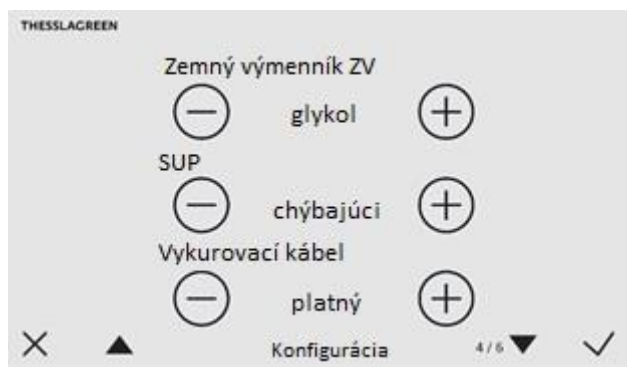 THESSLAGREEN
Zemný výmenník ZV
glykol
SUP
chýbajúci
Vykurovací kábel
platný
Konfigurácia
4/6